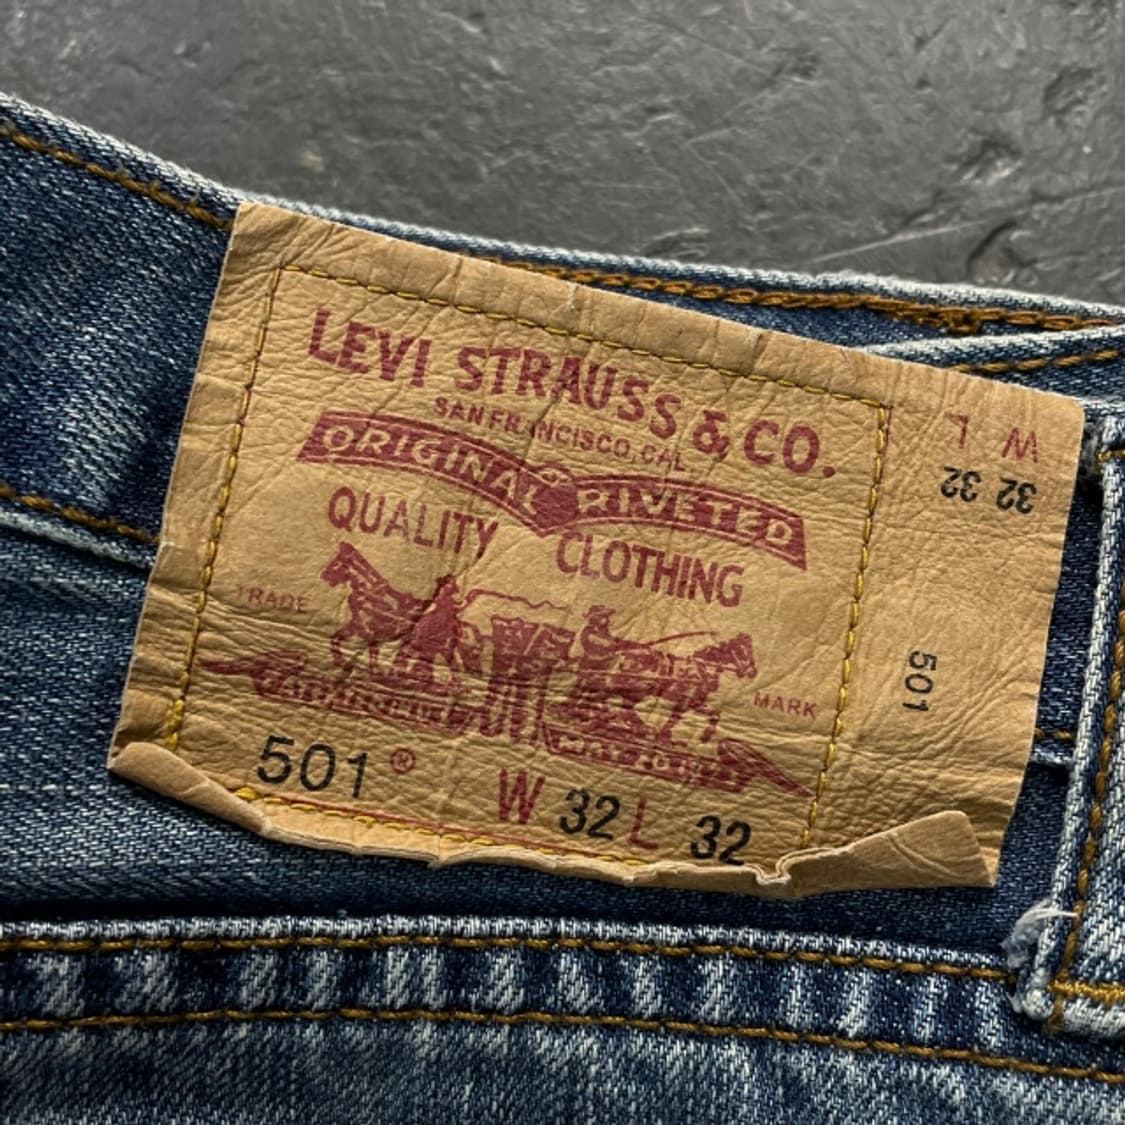 LEVI STRAUSS & CO.
SAN FRANCISCO, CAL.
ORIGINAL RIVETED
QUALITY CLOTHING
TRADE MARK
501® W 32 L 32
W L
32 32
501